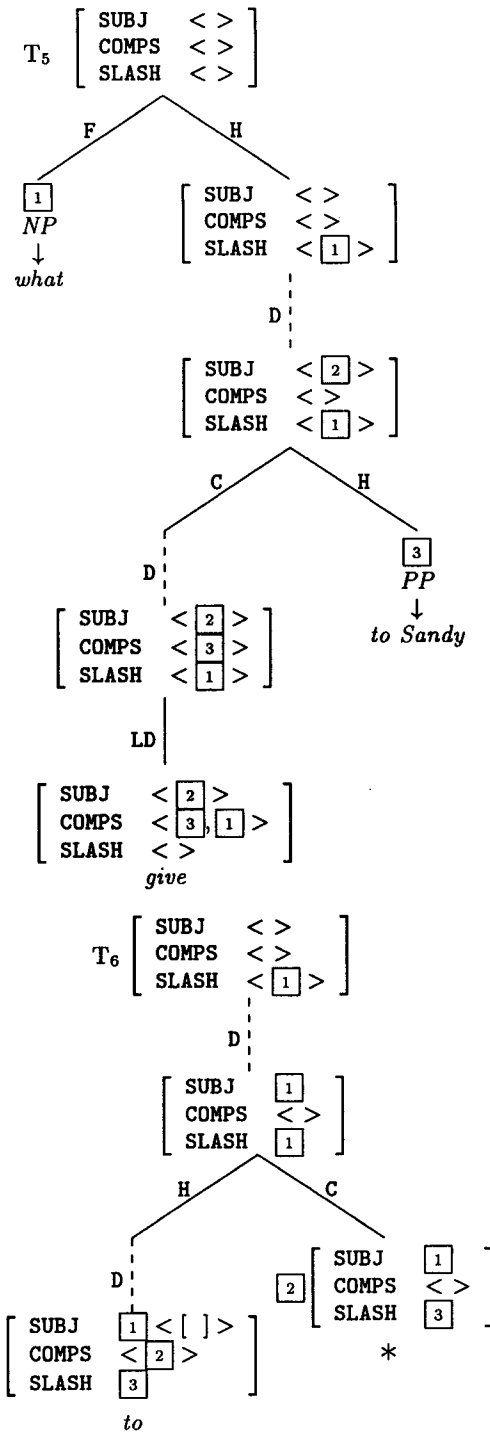 T5 [ SUBJ < >
COMPS < >
SLASH < > ]
F H
1
NP
↓
what
[ SUBJ < >
COMPS < >
SLASH < 1 > ]
D
[ SUBJ < 2 >
COMPS < >
SLASH < 1 > ]
C H
D
3
PP
↓
to Sandy
[ SUBJ < 2 >
COMPS < 3 >
SLASH < 1 > ]
LD
[ SUBJ < 2 >
COMPS < 3 , 1 >
SLASH < > ]
give
T6 [ SUBJ < >
COMPS < >
SLASH < 1 > ]
D
[ SUBJ 1
COMPS < >
SLASH 1 ]
H C
D
2 [ SUBJ 1
COMPS < >
SLASH 3 ]
*
[ SUBJ 1 < [ ] >
COMPS < 2 >
SLASH 3 ]
to